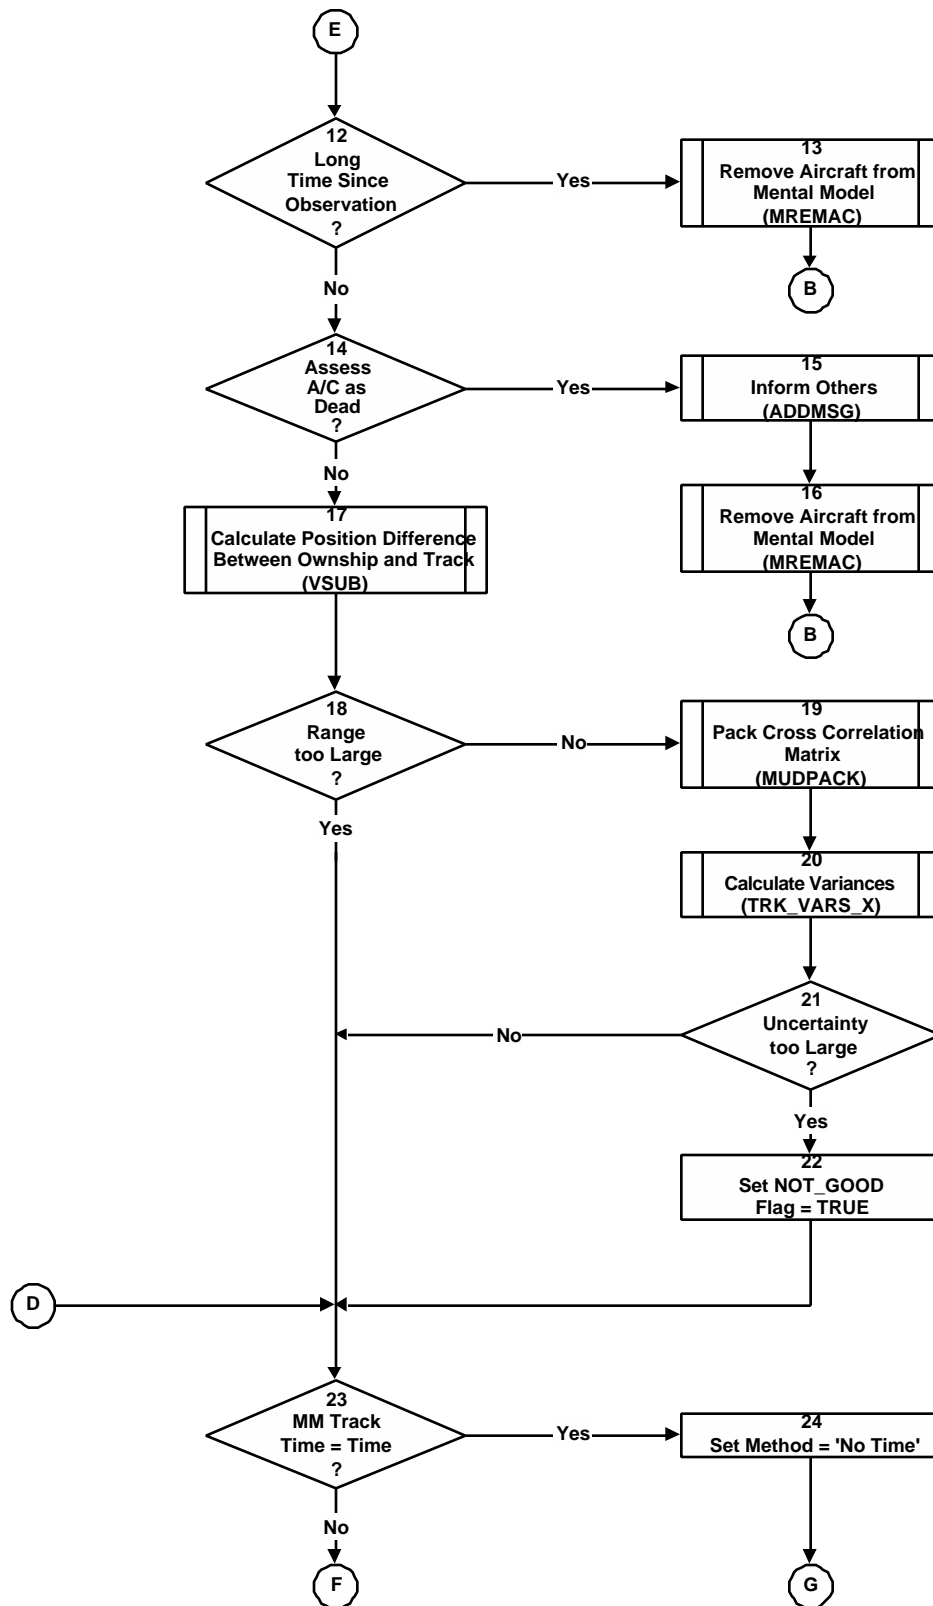 E
12
Long
Time Since
Observation
?
Yes
13
Remove Aircraft from
Mental Model
(MREMAC)
B
No
14
Assess
A/C as
Dead
?
Yes
15
Inform Others
(ADDMSG)
No
16
Remove Aircraft from
Mental Model
(MREMAC)
B
17
Calculate Position Difference
Between Ownship and Track
(VSUB)
18
Range
too Large
?
No
19
Pack Cross Correlation
Matrix
(MUDPACK)
Yes
20
Calculate Variances
(TRK_VARS_X)
21
Uncertainty
too Large
?
No
Yes
22
Set NOT_GOOD
Flag = TRUE
D
23
MM Track
Time = Time
?
Yes
24
Set Method = 'No Time'
No
F
G